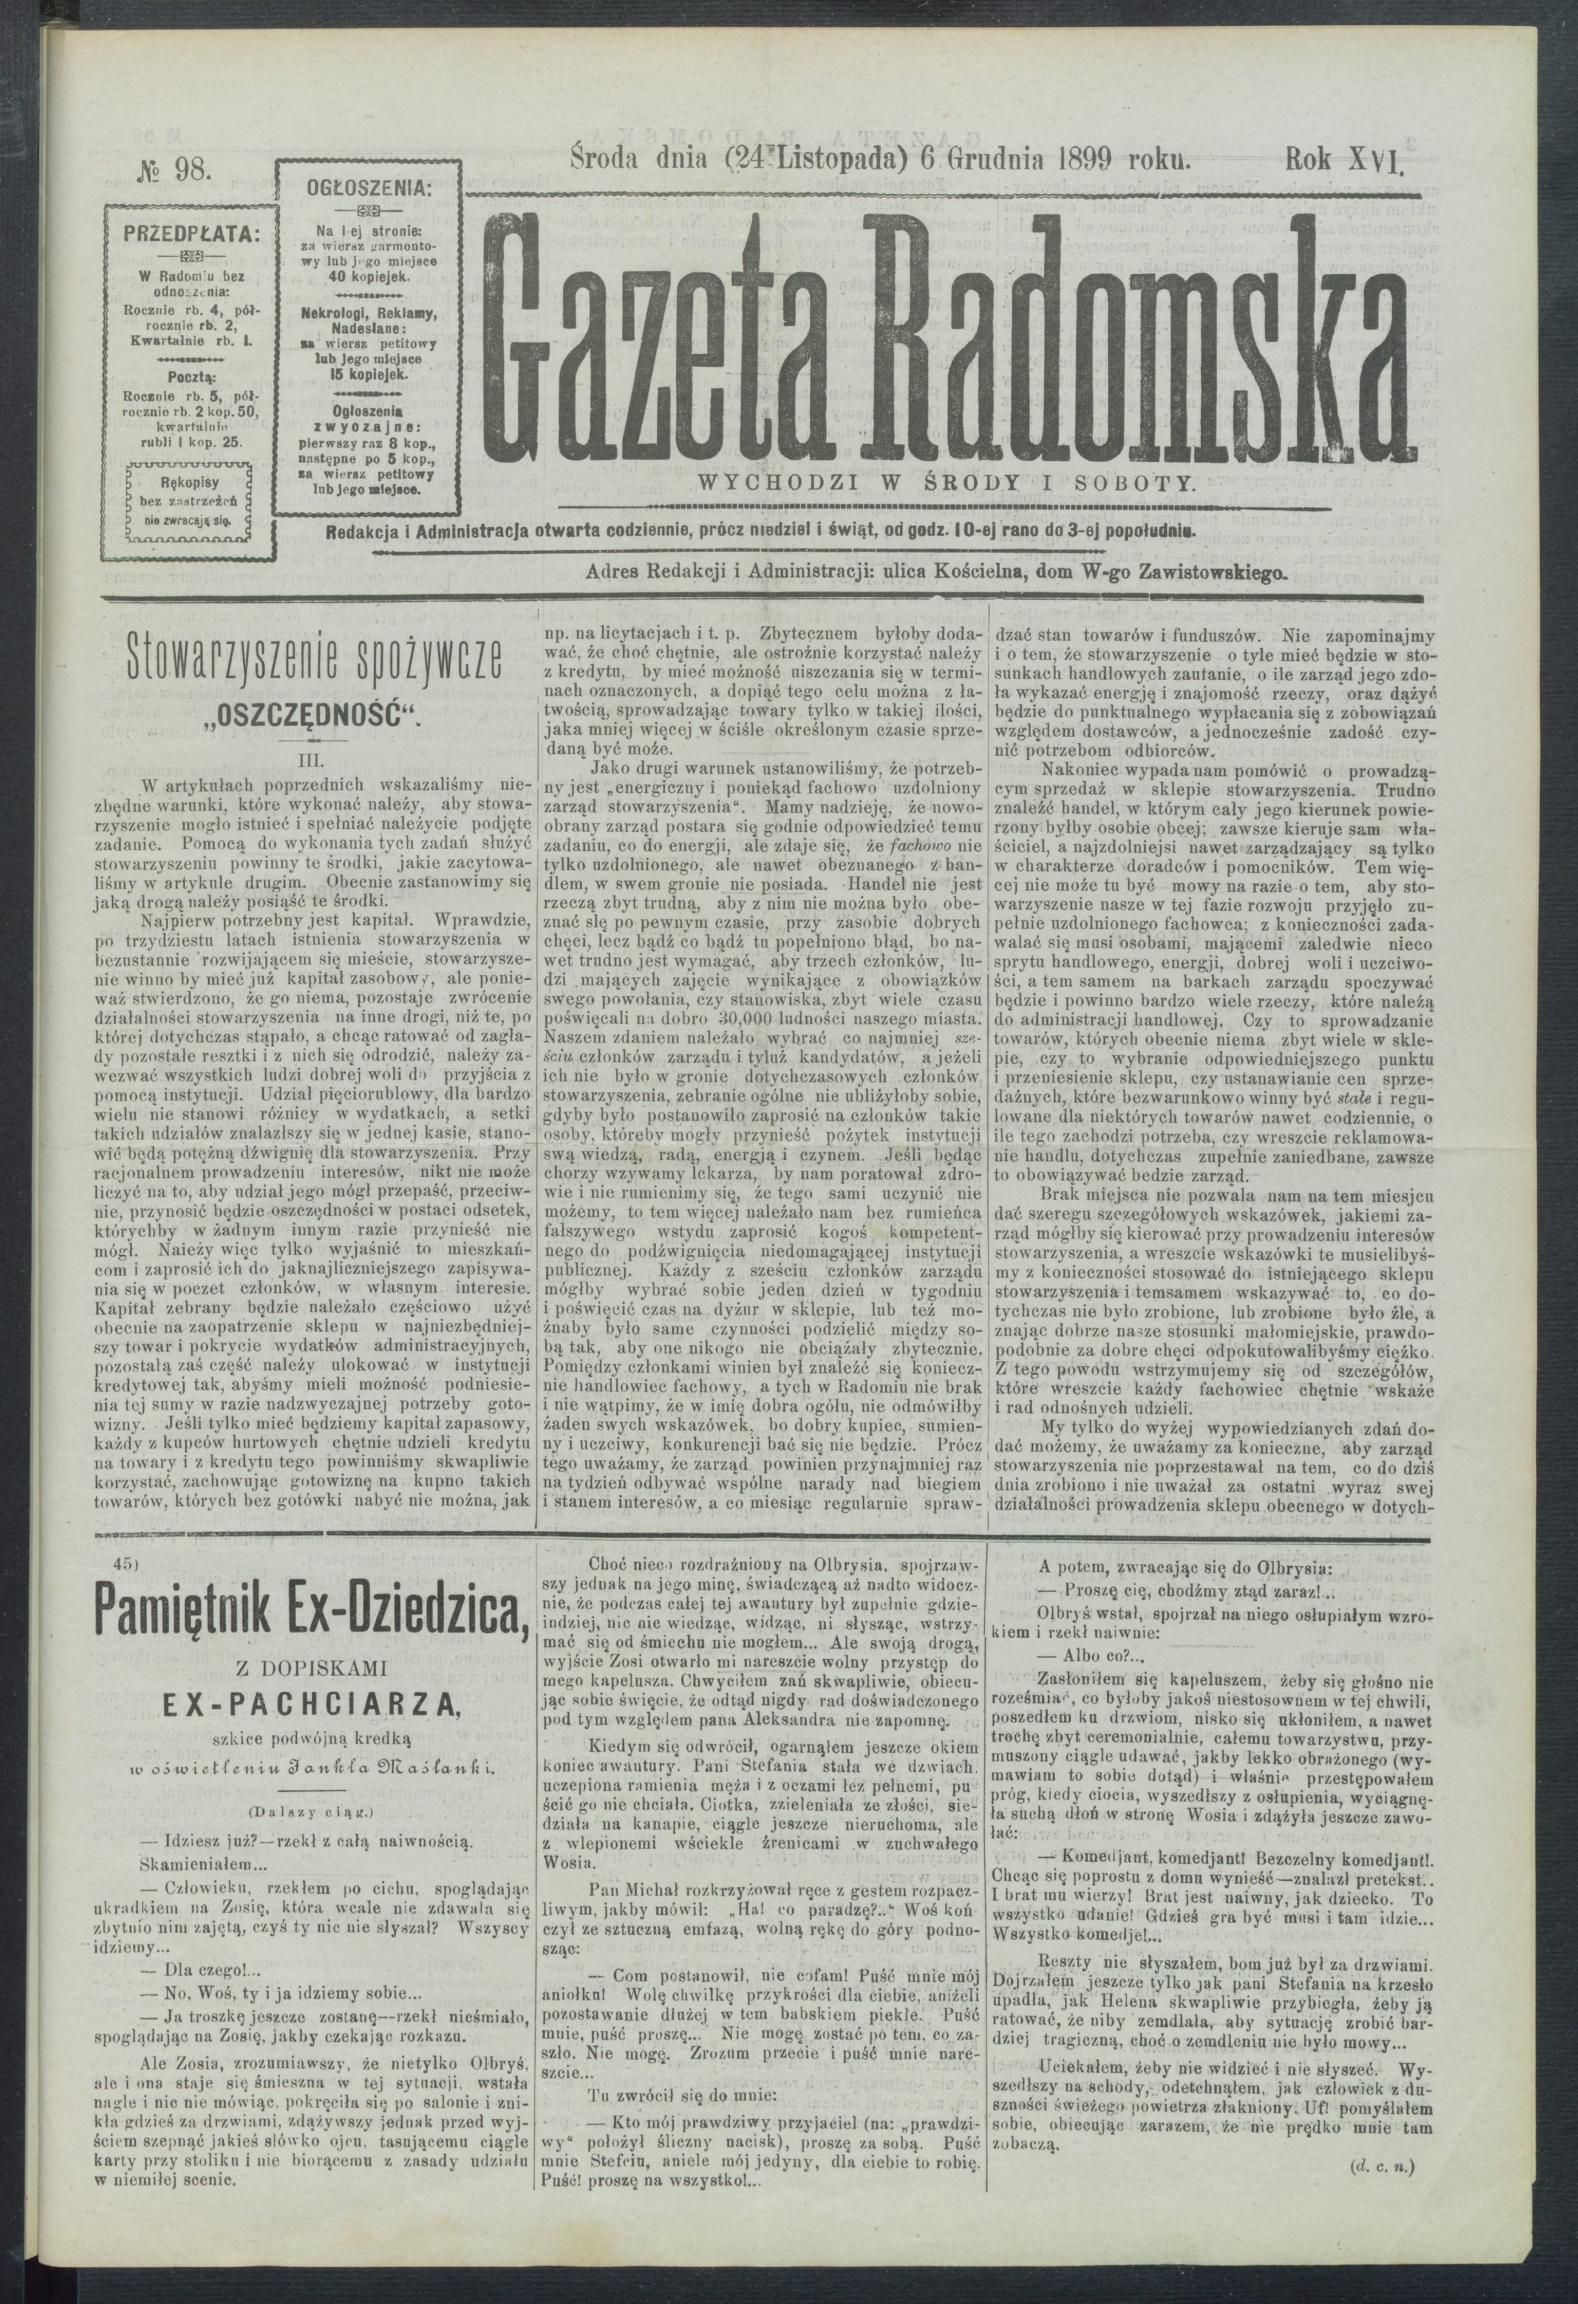 № 98.
Środa dnia (24 Listopada) 6 Grudnia 1899 roku.
Rok XVI.
PRZEDPŁATA:
W Radomiu bez
odnoszenia:
Rocznie rb. 4, pół-
rocznie rb. 2,
Kwartalnie rb. 1.
Pocztą:
Rocznie rb. 5, pół-
rocznie rb. 2 kop. 50,
kwartalnie
rubli 1 kop. 25.
Rękopisy
bez zastrzeżeń
nie zwracają się.
OGŁOSZENIA:
Na 1-ej stronie:
za wiersz garmonto-
wy lub jego miejsce
40 kopiejek.
Nekrologi, Reklamy,
Nadesłane:
za wiersz petitowy
lub jego miejsce
15 kopiejek.
Ogłoszenia
zwyczajne:
pierwszy raz 8 kop.,
następne po 5 kop.,
za wiersz petitowy
lub jego miejsce.
Gazeta Radomska
WYCHODZI W ŚRODY I SOBOTY.
Redakcja i Administracja otwarta codziennie, prócz niedziel i świąt, od godz. 10-ej rano do 3-ej popołudniu.
Adres Redakcji i Administracji: ulica Kościelna, dom W-go Zawistowskiego.
Stowarzyszenie spożywcze
„OSZCZĘDNOŚĆ“.
III.
W artykułach poprzednich wskazaliśmy nie-
zbędne warunki, które wykonać należy, aby stowa-
rzyszenie mogło istnieć i spełniać należycie podjęte
zadanie. Pomocą do wykonania tych zadań służyć
stowarzyszeniu powinny te środki, jakie zacytowa-
liśmy w artykule drugim. Obecnie zastanowimy się
jaką drogą należy posiąść te środki.
Najpierw potrzebny jest kapitał. Wprawdzie,
po trzydziestu latach istnienia stowarzyszenia w
bezustannie rozwijającem się mieście, stowarzysze-
nie winno by mieć już kapitał zasobowy, ale ponie-
waż stwierdzono, że go niema, pozostaje zwrócenie
działalności stowarzyszenia na inne drogi, niż te, po
której dotychczas stąpało, a chcąc ratować od zagła-
dy pozostałe resztki i z nich się odrodzić, należy za-
wezwać wszystkich ludzi dobrej woli do przyjścia z
pomocą instytucji. Udział pięciorublowy, dla bardzo
wielu nie stanowi różnicy w wydatkach, a setki
takich udziałów znalazłszy się w jednej kasie, stano-
wić będą potężną dźwignię dla stowarzyszenia. Przy
racjonalnem prowadzeniu interesów, nikt nie może
liczyć na to, aby udział jego mógł przepaść, przeciw-
nie, przynosić będzie oszczędności w postaci odsetek,
którychby w żadnym innym razie przynieść nie
mógł. Należy więc tylko wyjaśnić to mieszkań-
com i zaprosić ich do jaknajliczniejszego zapisywa-
nia się w poczet członków, w własnym interesie.
Kapitał zebrany będzie należało częściowo użyć
obecnie na zaopatrzenie sklepu w najniezbędniej-
szy towar i pokrycie wydatków administracyjnych,
pozostałą zaś część należy ulokować w instytucji
kredytowej tak, abyśmy mieli możność podniesie-
nia tej sumy w razie nadzwyczajnej potrzeby goto-
wizny. Jeśli tylko mieć będziemy kapitał zapasowy,
każdy z kupców hurtowych chętnie udzieli kredytu
na towary i z kredytu tego powinniśmy skwapliwie
korzystać, zachowując gotowiznę na kupno takich
towarów, których bez gotówki nabyć nie można, jak
np. na licytacjach i t. p. Zbytecznem byłoby doda-
wać, że choć chętnie, ale ostrożnie korzystać należy
z kredytu, by mieć możność uiszczania się w termi-
nach oznaczonych, a dopiąć tego celu można z ła-
twością, sprowadzając towary tylko w takiej ilości,
jaka mniej więcej w ściśle określonym czasie sprze-
daną być może.
Jako drugi warunek ustanowiliśmy, że potrzeb-
ny jest „energiczny i poniekąd fachowo uzdolniony
zarząd stowarzyszenia“. Mamy nadzieję, że nowo-
obrany zarząd postara się godnie odpowiedzieć temu
zadaniu, co do energji, ale zdaje się, że fachowo nie
tylko uzdolnionego, ale nawet obeznanego z han-
dlem, w swem gronie nie posiada. Handel nie jest
rzeczą zbyt trudną, aby z nim nie można było obe-
znać się po pewnym czasie, przy zasobie dobrych
chęci, lecz bądź co bądź tu popełniono błąd, bo na-
wet trudno jest wymagać, aby trzech członków, lu-
dzi mających zajęcie wynikające z obowiązków
swego powołania, czy stanowiska, zbyt wiele czasu
poświęcali na dobro 30,000 ludności naszego miasta.
Naszem zdaniem należało wybrać co najmniej sze-
ściu członków zarządu i tyluż kandydatów, a jeżeli
ich nie było w gronie dotychczasowych członków
stowarzyszenia, zebranie ogólne nie ubliżyłoby sobie,
gdyby było postanowiło zaprosić na członków takie
osoby, któreby mogły przynieść pożytek instytucji
swą wiedzą, radą, energją i czynem. Jeśli będąc
chorzy wzywamy lekarza, by nam poratował zdro-
wie i nie rumienimy się, że tego sami uczynić nie
możemy, to tem więcej należało nam bez rumieńca
fałszywego wstydu zaprosić kogoś kompetent-
nego do podźwignięcia niedomagającej instytucji
publicznej. Każdy z sześciu członków zarządu
mógłby wybrać sobie jeden dzień w tygodniu
i poświęcić czas na dyżur w sklepie, lub też mo-
żnaby było same czynności podzielić między so-
bą tak, aby one nikogo nie obciążały zbytecznie.
Pomiędzy członkami winien był znaleźć się koniecz-
nie handlowiec fachowy, a tych w Radomiu nie brak
i nie wątpimy, że w imię dobra ogółu, nie odmówiłby
żaden swych wskazówek, bo dobry kupiec, sumien-
ny i uczciwy, konkurencji bać się nie będzie. Prócz
tego uważamy, że zarząd powinien przynajmniej raz
na tydzień odbywać wspólne narady nad biegiem
i stanem interesów, a co miesiąc regularnie spraw-
dzać stan towarów i funduszów. Nie zapominajmy
i o tem, że stowarzyszenie o tyle mieć będzie w sto-
sunkach handlowych zaufanie, o ile zarząd jego zdo-
ła wykazać energję i znajomość rzeczy, oraz dążyć
będzie do punktualnego wypłacania się z zobowiązań
względem dostawców, a jednocześnie zadość czy-
nić potrzebom odbiorców.
Nakoniec wypada nam pomówić o prowadzą-
cym sprzedaż w sklepie stowarzyszenia. Trudno
znaleźć handel, w którym cały jego kierunek powie-
rzony byłby osobie obcej; zawsze kieruje sam wła-
ściciel, a najzdolniejsi nawet zarządzający są tylko
w charakterze doradców i pomocników. Tem wię-
cej nie może tu być mowy na razie o tem, aby sto-
warzyszenie nasze w tej fazie rozwoju przyjęło zu-
pełnie uzdolnionego fachowca; z konieczności zada-
walać się musi osobami, mającemi zaledwie nieco
sprytu handlowego, energji, dobrej woli i uczciwo-
ści, a tem samem na barkach zarządu spoczywać
będzie i powinno bardzo wiele rzeczy, które należą
do administracji handlowej. Czy to sprowadzanie
towarów, których obecnie niema zbyt wiele w skle-
pie, czy to wybranie odpowiedniejszego punktu
i przeniesienie sklepu, czy ustanawianie cen sprze-
dażnych, które bezwarunkowo winny być stałe i regu-
lowane dla niektórych towarów nawet codziennie, o
ile tego zachodzi potrzeba, czy wreszcie reklamowa-
nie handlu, dotychczas zupełnie zaniedbane, zawsze
to obowiązywać bedzie zarząd.
Brak miejsca nie pozwala nam na tem miesjcu
dać szeregu szczegółowych wskazówek, jakiemi za-
rząd mógłby się kierować przy prowadzeniu interesów
stowarzyszenia, a wreszcie wskazówki te musielibyś-
my z konieczności stosować do istniejącego sklepu
stowarzyszenia i temsamem wskazywać to, co do-
tychczas nie było zrobione, lub zrobione było źle, a
znając dobrze nasze stosunki małomiejskie, prawdo-
podobnie za dobre chęci odpokutowalibyśmy ciężko.
Z tego powodu wstrzymujemy się od szczegółów,
które wreszcie każdy fachowiec chętnie wskaże
i rad odnośnych udzieli.
My tylko do wyżej wypowiedzianych zdań do-
dać możemy, że uważamy za konieczne, aby zarząd
stowarzyszenia nie poprzestawał na tem, co do dziś
dnia zrobiono i nie uważał za ostatni wyraz swej
działalności prowadzenia sklepu obecnego w dotych-
45)
Pamiętnik Ex-Dziedzica,
Z DOPISKAMI
EX-PACHCIARZA,
szkice podwójną kredką
w oświetleniu Jankla Maślanki.
(Dalszy ciąg.)
— Idziesz już?—rzekł z całą naiwnością.
Skamieniałem...
— Człowieku, rzekłem po cichu, spoglądając
ukradkiem na Zosię, która wcale nie zdawała się
zbytnio nim zajętą, czyś ty nic nie słyszał? Wszyscy
idziemy...
— Dla czego!...
— No, Woś, ty i ja idziemy sobie...
— Ja troszkę jeszcze zostanę—rzekł nieśmiało,
spoglądając na Zosię, jakby czekając rozkazu.
Ale Zosia, zrozumiawszy, że nietylko Olbryś,
ale i ona staje się śmieszna w tej sytuacji, wstała
nagle i nic nie mówiąc, pokręciła się po salonie i zni-
kła gdzieś za drzwiami, zdążywszy jednak przed wyj-
ściem szepnąć jakieś słówko ojcu, tasującemu ciągle
karty przy stoliku i nie biorącemu z zasady udziału
w niemiłej scenie.
Choć nieco rozdrażniony na Olbrysia, spojrzaw-
szy jednak na jego minę, świadczącą aż nadto widocz-
nie, że podczas całej tej awantury był zupełnie gdzie-
indziej, nic nie wiedząc, widząc, ni słysząc, wstrzy-
mać się od śmiechu nie mogłem... Ale swoją drogą,
wyjście Zosi otwarło mi nareszcie wolny przystęp do
mego kapelusza. Chwyciłem zań skwapliwie, obiecu-
jąc sobie święcie, że odtąd nigdy rad doświadczonego
pod tym względem pana Aleksandra nie zapomnę.
Kiedym się odwrócił, ogarnąłem jeszcze okiem
koniec awantury. Pani Stefania stała we dzwiach,
uczepiona ramienia męża i z oczami łez pełnemi, pu
ścić go nie chciała. Ciotka, zzieleniała ze złości, sie-
działa na kanapie, ciągle jeszcze nieruchoma, ale
z wlepionemi wściekle źrenicami w zuchwałego
Wosia.
Pan Michał rozkrzyżował ręce z gestem rozpacz-
liwym, jakby mówił: „Ha! co paradzę?..“ Woś koń
czył ze sztuczną emfazą, wolną rękę do góry podno-
sząc:
— Com postanowił, nie cofam! Puść mnie mój
aniołku! Wolę chwilkę przykrości dla ciebie, aniżeli
pozostawanie dłużej w tem babskiem piekle. Puść
mnie, puść proszę... Nie mogę zostać po tem, co za-
szło. Nie mogę. Zrozum przecie i puść mnie nare-
szcie...
Tu zwrócił się do mnie:
— Kto mój prawdziwy przyjaciel (na: „prawdzi-
wy“ położył śliczny nacisk), proszę za sobą. Puść
mnie Stefciu, aniele mój jedyny, dla ciebie to robię.
Puść! proszę na wszystko!...
A potem, zwracając się do Olbrysia:
— Proszę cię, chodźmy ztąd zaraz!...
Olbryś wstał, spojrzał na niego osłupiałym wzro-
kiem i rzekł naiwnie:
— Albo co?...
Zasłoniłem się kapeluszem, żeby się głośno nie
roześmiać, co byłoby jakoś niestosownem w tej chwili,
poszedłem ku drzwiom, nisko się ukłoniłem, a nawet
trochę zbyt ceremonialnie, całemu towarzystwu, przy-
muszony ciągle udawać, jakby lekko obrażonego (wy-
mawiam to sobie dotąd) i właśnie przestępowałem
próg, kiedy ciocia, wyszedłszy z osłupienia, wyciągnę-
ła suchą dłoń w stronę Wosia i zdążyła jeszcze zawo-
łać:
— Komedjant, komedjant! Bezczelny komedjant!.
Chcąc się poprostu z domu wynieść—znalazł pretekst..
I brat mu wierzy! Brat jest naiwny, jak dziecko. To
wszystko udanie! Gdzieś gra być musi i tam idzie...
Wszystko komedje!...
Reszty nie słyszałem, bom już był za drzwiami.
Dojrzałem jeszcze tylko jak pani Stefania na krzesło
upadła, jak Helena skwapliwie przybiegła, żeby ją
ratować, że niby zemdlała, aby sytuację zrobić bar-
dziej tragiczną, choć o zemdleniu nie było mowy...
Uciekałem, żeby nie widzieć i nie słyszeć. Wy-
szedłszy na schody, odetchnąłem, jak człowiek z du-
szności świeżego powietrza złakniony. Uf! pomyślałem
sobie, obiecując zarazem, że nie prędko mnie tam
zobaczą.
(d. c. n.)